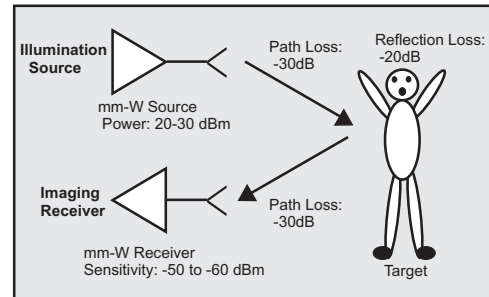 Illumination
Source
Path Loss:
-30dB
Reflection Loss:
-20dB
mm-W Source
Power: 20-30 dBm
Imaging
Receiver
Path Loss:
-30dB
mm-W Receiver
Sensitivity: -50 to -60 dBm
Target